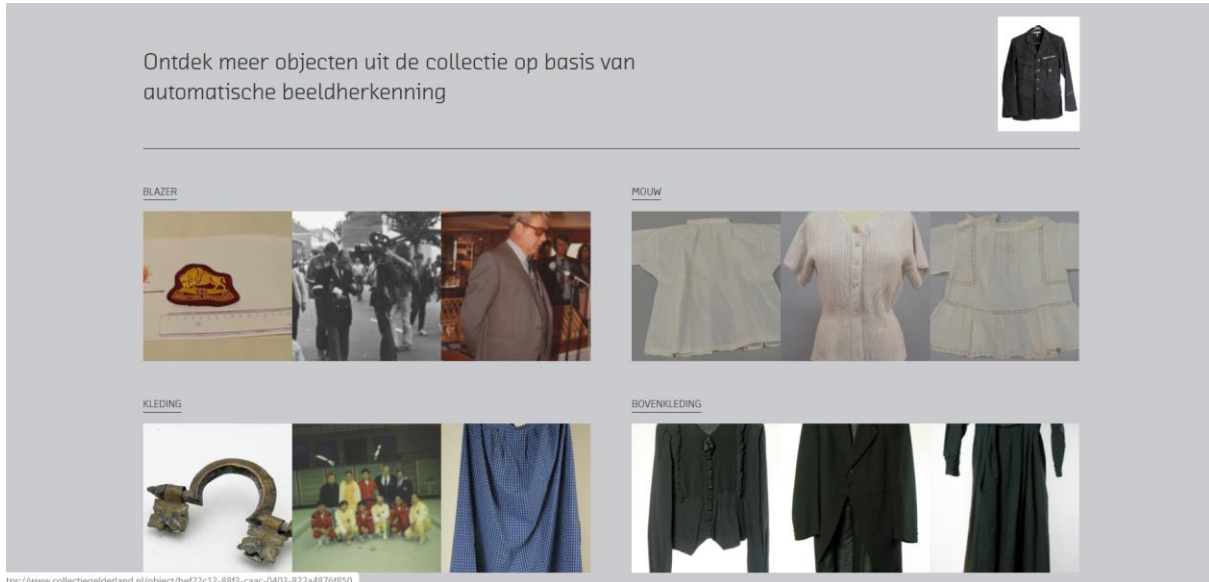 Ontdek meer objecten uit de collectie op basis van
automatische beeldherkenning
BLAZER
MOUW
KLEDING
BOVENKLEDING